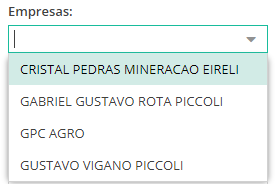 Empresas:
CRISTAL PEDRAS MINERACAO EIRELI
GABRIEL GUSTAVO ROTA PICCOLI
GPC AGRO
GUSTAVO VIGANO PICCOLI